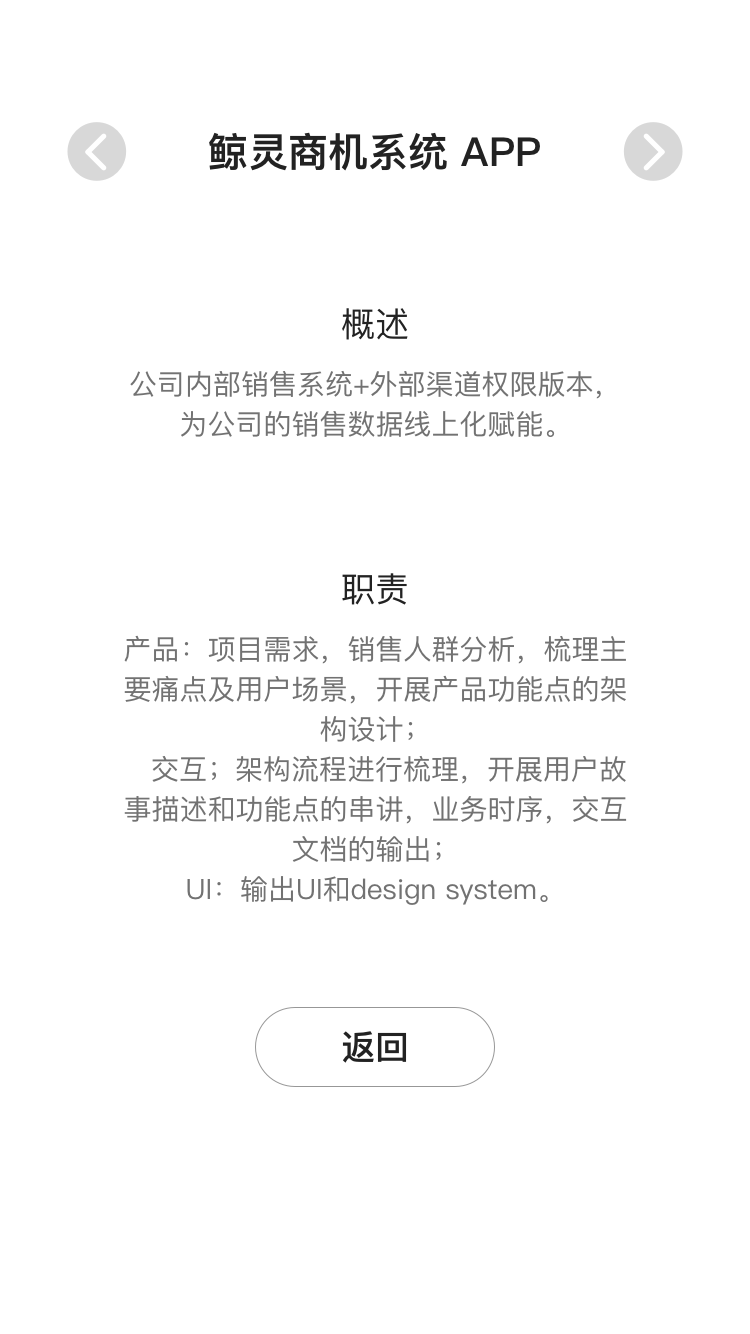 鲸灵商机系统 APP
概述
公司内部销售系统+外部渠道权限版本，
为公司的销售数据线上化赋能。
职责
产品：项目需求，销售人群分析，梳理主
要痛点及用户场景，开展产品功能点的架
构设计；
交互；架构流程进行梳理，开展用户故
事描述和功能点的串讲，业务时序，交互
文档的输出；
UI：输出UI和design system。
返回